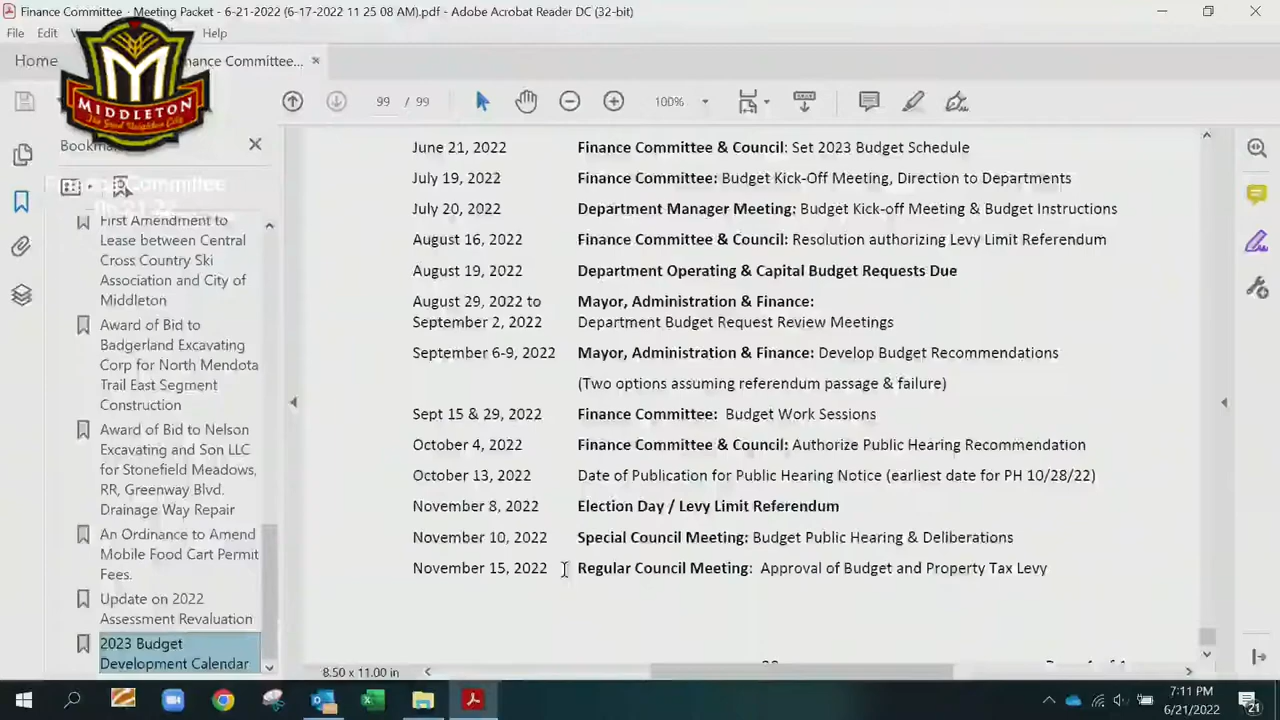 Finance Committee - Meeting Packet - 6-21-2022 (6-17-2022 11 25 08 AM).pdf - Adobe Acrobat Reader DC (32-bit)
File Edit Help
Home nance Committee...
MIDDLETON
The Good Neighbor City
99 / 99 100%
Bookm
Finance Committee
First Amendment to
Lease between Central
Cross Country Ski
Association and City of
Middleton
Award of Bid to
Badgerland Excavating
Corp for North Mendota
Trail East Segment
Construction
Award of Bid to Nelson
Excavating and Son LLC
for Stonefield Meadows,
RR, Greenway Blvd.
Drainage Way Repair
An Ordinance to Amend
Mobile Food Cart Permit
Fees.
Update on 2022
Assessment Revaluation
2023 Budget
Development Calendar
June 21, 2022 Finance Committee & Council: Set 2023 Budget Schedule
July 19, 2022 Finance Committee: Budget Kick-Off Meeting, Direction to Departments
July 20, 2022 Department Manager Meeting: Budget Kick-off Meeting & Budget Instructions
August 16, 2022 Finance Committee & Council: Resolution authorizing Levy Limit Referendum
August 19, 2022 Department Operating & Capital Budget Requests Due
August 29, 2022 to Mayor, Administration & Finance:
September 2, 2022 Department Budget Request Review Meetings
September 6-9, 2022 Mayor, Administration & Finance: Develop Budget Recommendations
(Two options assuming referendum passage & failure)
Sept 15 & 29, 2022 Finance Committee: Budget Work Sessions
October 4, 2022 Finance Committee & Council: Authorize Public Hearing Recommendation
October 13, 2022 Date of Publication for Public Hearing Notice (earliest date for PH 10/28/22)
November 8, 2022 Election Day / Levy Limit Referendum
November 10, 2022 Special Council Meeting: Budget Public Hearing & Deliberations
November 15, 2022 Regular Council Meeting: Approval of Budget and Property Tax Levy
8.50 x 11.00 in
7:11 PM
6/21/2022
21